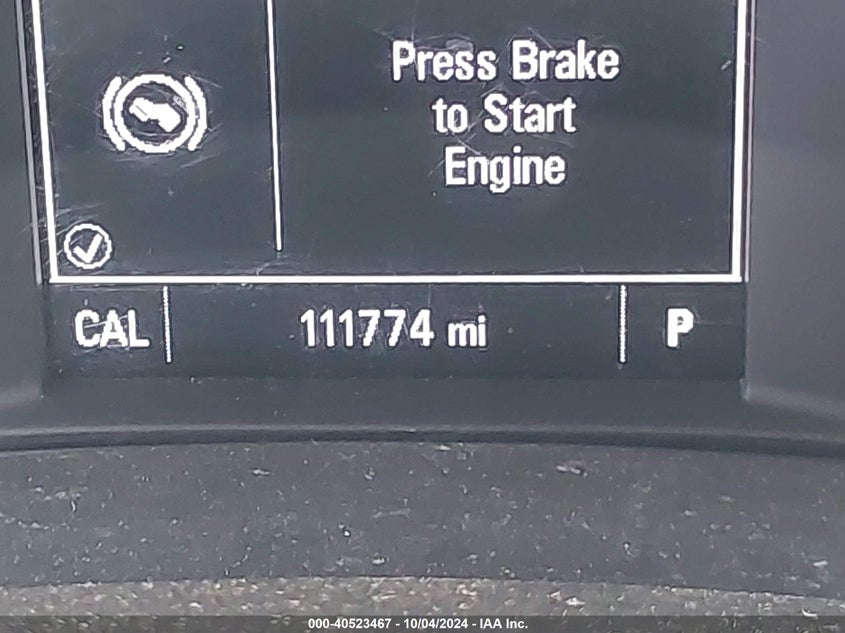 Press Brake
to Start
Engine
CAL 111774 mi P
000-40523467 - 10/04/2024 - IAA Inc.